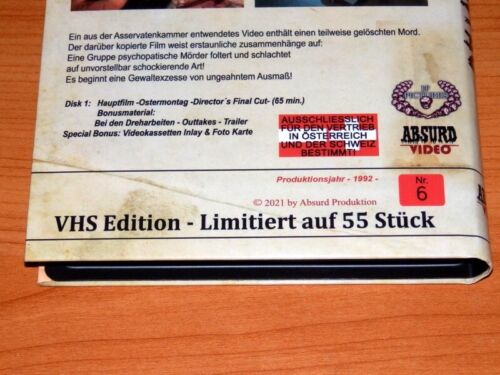 Ein aus der Asservatenkammer entwendetes Video enthält einen teilweise gelöschten Mord.
Der darüber kopierte Film weist erstaunliche zusammenhänge auf:
Eine Gruppe psychopatische Mörder foltert und schlachtet
auf unvorstellbar schockierende Art!
Es beginnt eine Gewaltexzesse von ungeahntem Ausmaß!
Disk 1: Hauptfilm -Ostermontag -Director´s Final Cut- (65 min.)
Bonusmaterial:
Bei den Dreharbeiten - Outtakes - Trailer
Special Bonus: Videokassetten Inlay & Foto Karte
AUSSCHLIESSLICH
FÜR DEN VERTRIEB
IN ÖSTERREICH
UND DER SCHWEIZ
BESTIMMT!
PICTURES
ABSURD
VIDEO
Produktionsjahr - 1992 -
Nr.
6
© 2021 by Absurd Produktion
VHS Edition - Limitiert auf 55 Stück